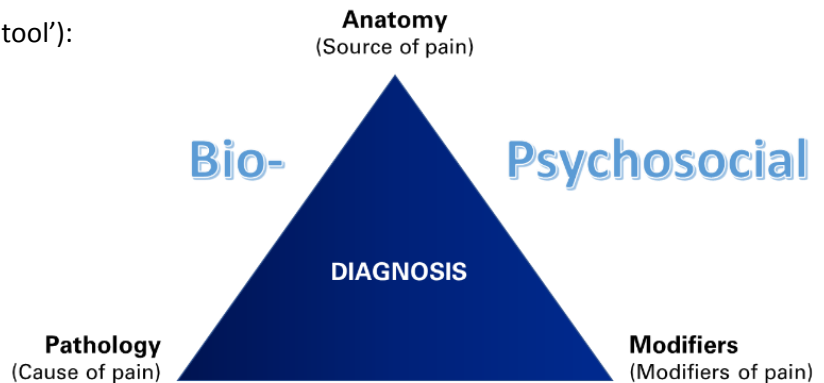 Anatomy
(Source of pain)
tool’):
Bio-
Psychosocial
DIAGNOSIS
Pathology
(Cause of pain)
Modifiers
(Modifiers of pain)